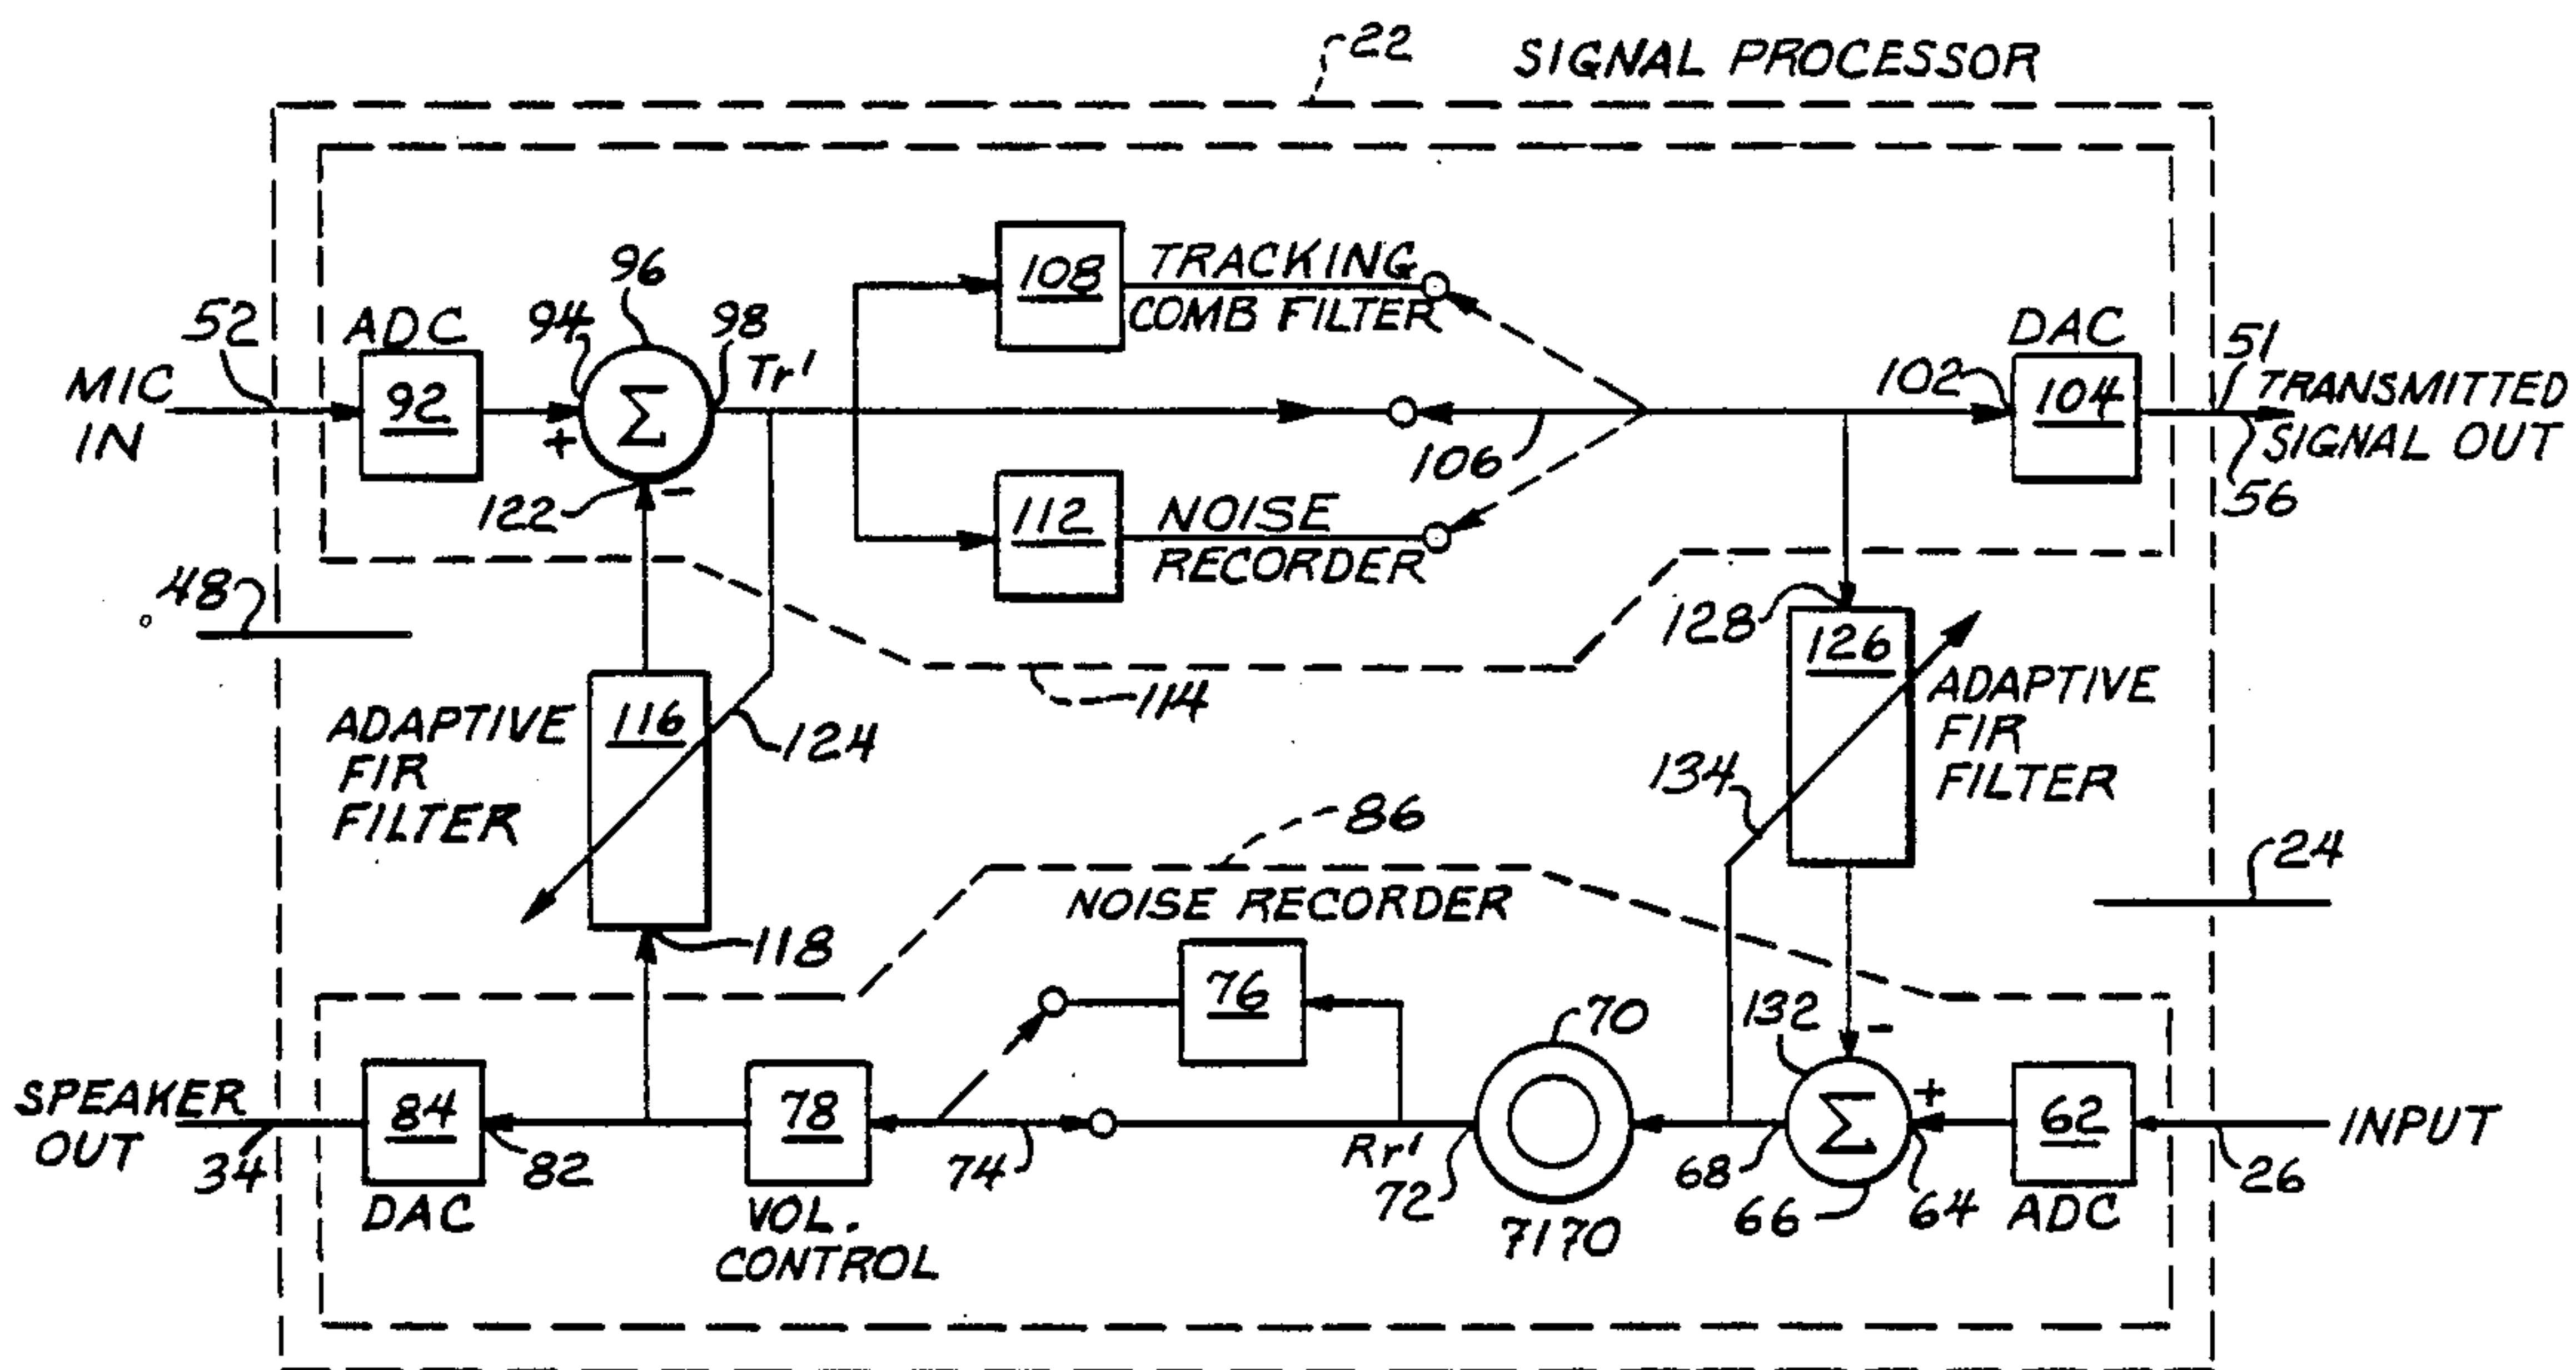 22
SIGNAL PROCESSOR
96
108
TRACKING
COMB FILTER
52
ADC
94
98
Tr'
DAC
51
MIC
IN
92
Σ
+
102
104
TRANSMITTED
SIGNAL OUT
106
56
122
-
112
NOISE
RECORDER
48
128
126
114
116
ADAPTIVE
FIR
FILTER
124
ADAPTIVE
FIR
FILTER
134
86
24
NOISE RECORDER
118
76
70
132
-
SPEAKER
OUT
84
78
Σ
+
62
INPUT
34
82
74
Rr'
72
68
66
64
26
DAC
VOL.
CONTROL
7170
ADC